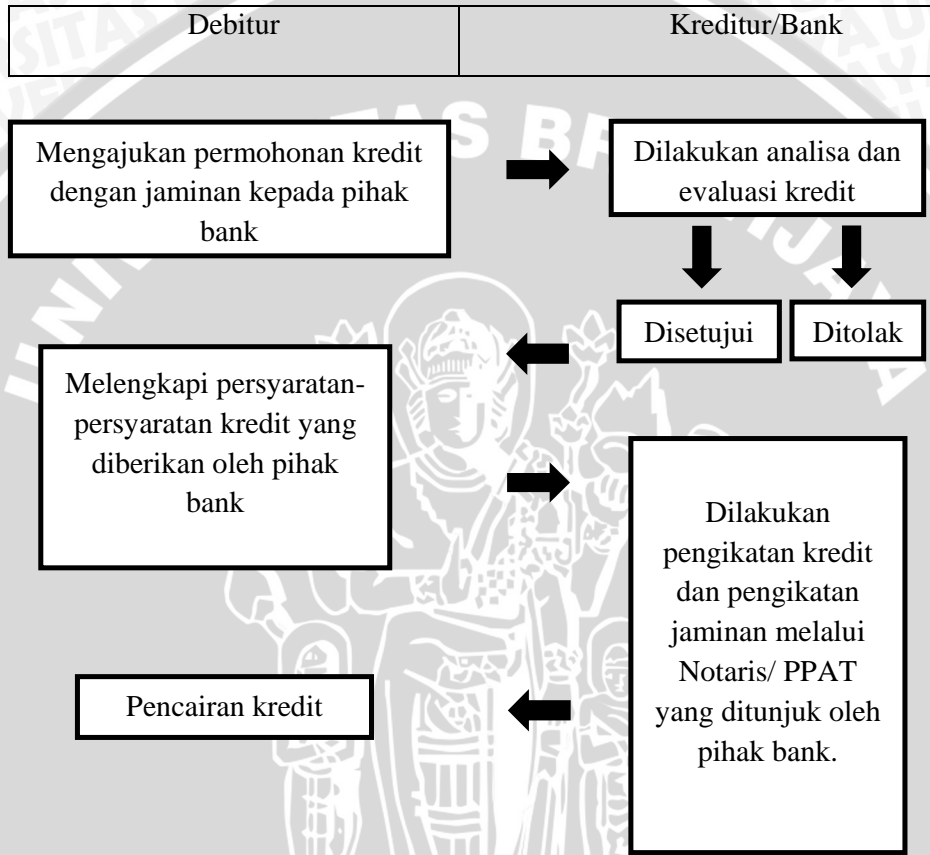 Debitur
Kreditur/Bank
Mengajukan permohonan kredit
dengan jaminan kepada pihak
bank
Dilakukan analisa dan
evaluasi kredit
Disetujui
Ditolak
Melengkapi persyaratan-
persyaratan kredit yang
diberikan oleh pihak
bank
Dilakukan
pengikatan kredit
dan pengikatan
jaminan melalui
Notaris/ PPAT
yang ditunjuk oleh
pihak bank.
Pencairan kredit